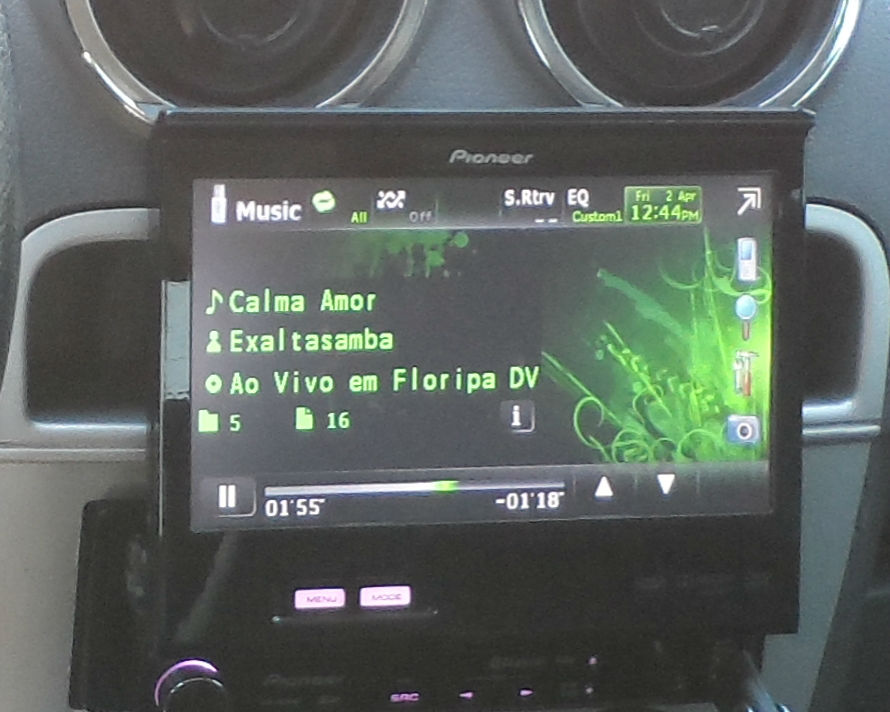 Pioneer
Music All Off S.Rtrv -- EQ Custom1 Fri 2 Apr 12:44PM
Calma Amor
Exaltasamba
Ao Vivo em Floripa DV
5 16 i
01'55" -01'18"
MENU MODE
Pioneer
SRC